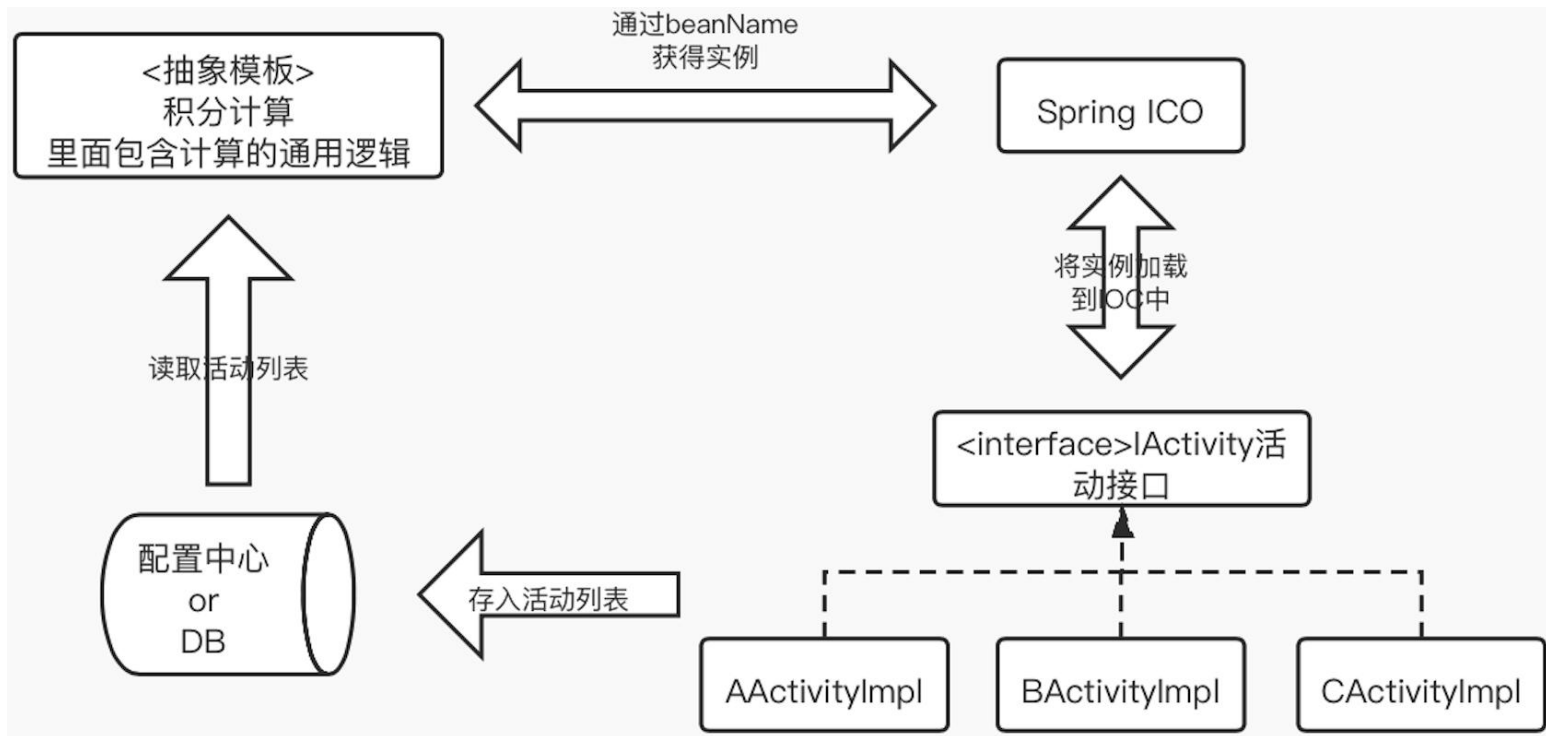 通过beanName
获得实例
<抽象模板>
积分计算
里面包含计算的通用逻辑
Spring ICO
将实例加载
到IOC中
读取活动列表
<interface>IActivity活
动接口
配置中心
or
DB
存入活动列表
AActivityImpl
BActivityImpl
CActivityImpl